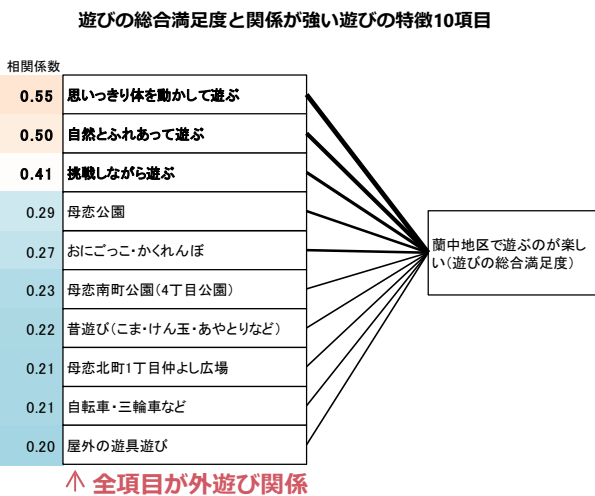 遊びの総合満足度と関係が強い遊びの特徴10項目
相関係数
0.55 思いっきり体を動かして遊ぶ
0.50 自然とふれあって遊ぶ
0.41 挑戦しながら遊ぶ
0.29 母恋公園
0.27 おにごっこ・かくれんぼ
0.23 母恋南町公園(4丁目公園)
0.22 昔遊び(こま・けん玉・あやとりなど)
0.21 母恋北町1丁目仲よし広場
0.21 自転車・三輪車など
0.20 屋外の遊具遊び
蘭中地区で遊ぶのが楽し
い(遊びの総合満足度)
↑ 全項目が外遊び関係